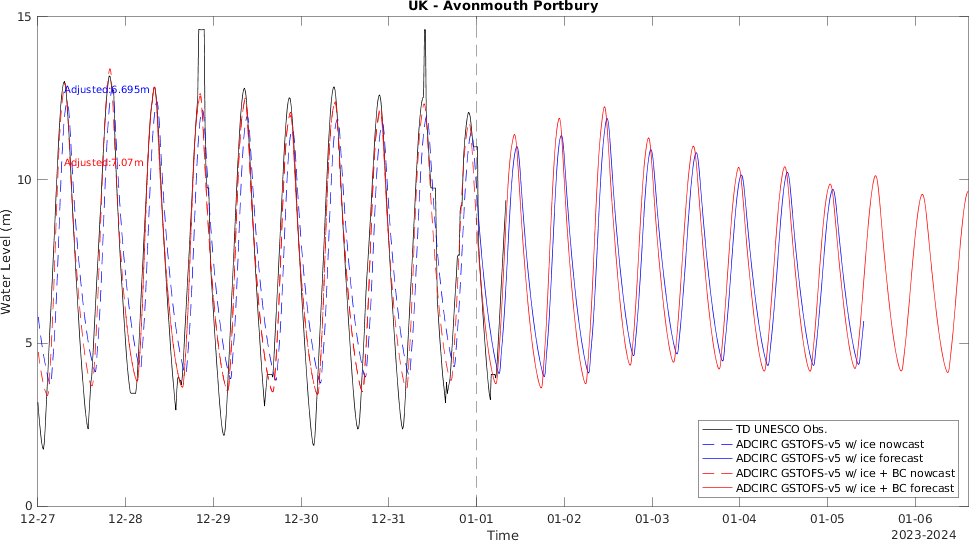 UK - Avonmouth Portbury
15
10
5
0
Water Level (m)
Adjusted:6.695m
Adjusted:7.07m
12-27
12-28
12-29
12-30
12-31
01-01
01-02
01-03
01-04
01-05
01-06
Time
2023-2024
TD UNESCO Obs.
ADCIRC GSTOFS-v5 w/ ice nowcast
ADCIRC GSTOFS-v5 w/ ice forecast
ADCIRC GSTOFS-v5 w/ ice + BC nowcast
ADCIRC GSTOFS-v5 w/ ice + BC forecast